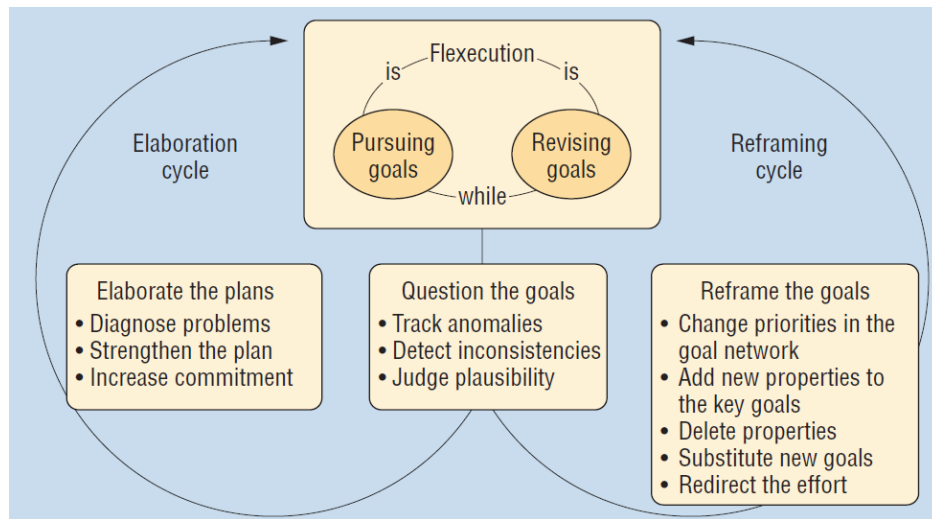 Flexecution
is
is
Pursuing
goals
Revising
goals
while
Elaboration
cycle
Reframing
cycle
Elaborate the plans
• Diagnose problems
• Strengthen the plan
• Increase commitment
Question the goals
• Track anomalies
• Detect inconsistencies
• Judge plausibility
Reframe the goals
• Change priorities in the
goal network
• Add new properties to
the key goals
• Delete properties
• Substitute new goals
• Redirect the effort